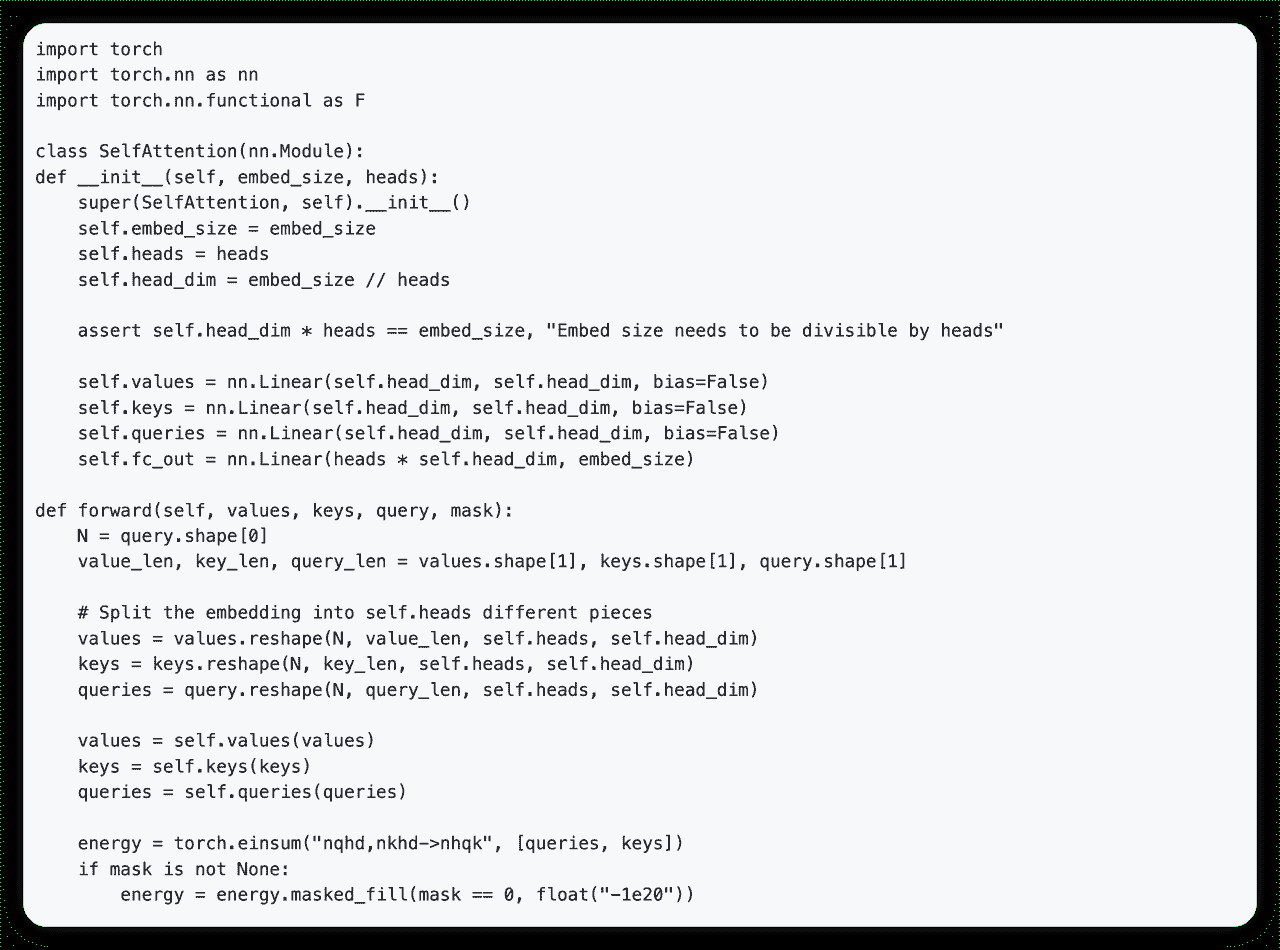 import torch
import torch.nn as nn
import torch.nn.functional as F

class SelfAttention(nn.Module):
def __init__(self, embed_size, heads):
    super(SelfAttention, self).__init__()
    self.embed_size = embed_size
    self.heads = heads
    self.head_dim = embed_size // heads

    assert self.head_dim * heads == embed_size, "Embed size needs to be divisible by heads"

    self.values = nn.Linear(self.head_dim, self.head_dim, bias=False)
    self.keys = nn.Linear(self.head_dim, self.head_dim, bias=False)
    self.queries = nn.Linear(self.head_dim, self.head_dim, bias=False)
    self.fc_out = nn.Linear(heads * self.head_dim, embed_size)

def forward(self, values, keys, query, mask):
    N = query.shape[0]
    value_len, key_len, query_len = values.shape[1], keys.shape[1], query.shape[1]

    # Split the embedding into self.heads different pieces
    values = values.reshape(N, value_len, self.heads, self.head_dim)
    keys = keys.reshape(N, key_len, self.heads, self.head_dim)
    queries = query.reshape(N, query_len, self.heads, self.head_dim)

    values = self.values(values)
    keys = self.keys(keys)
    queries = self.queries(queries)

    energy = torch.einsum("nqhd,nkhd->nhqk", [queries, keys])
    if mask is not None:
        energy = energy.masked_fill(mask == 0, float("-1e20"))